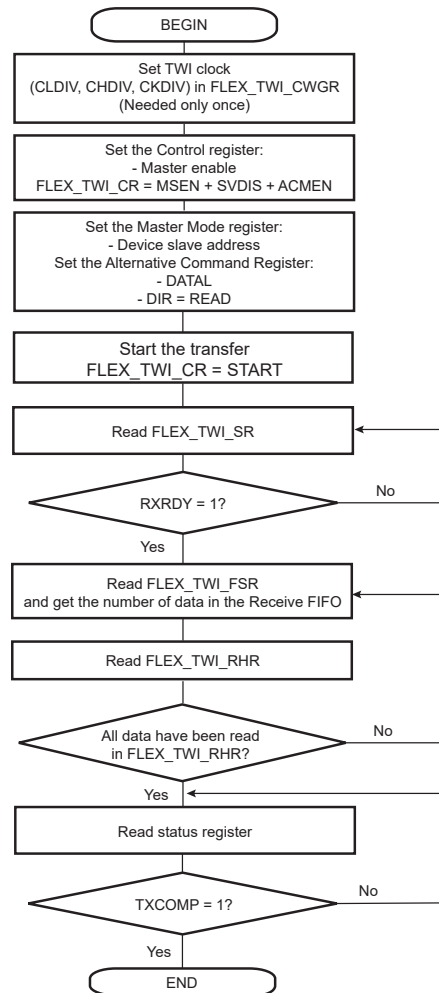 BEGIN
Set TWI clock
(CLDIV, CHDIV, CKDIV) in FLEX_TWI_CWGR
(Needed only once)
Set the Control register:
- Master enable
FLEX_TWI_CR = MSEN + SVDIS + ACMEN
Set the Master Mode register:
- Device slave address
Set the Alternative Command Register:
- DATAL
- DIR = READ
Start the transfer
FLEX_TWI_CR = START
Read FLEX_TWI_SR
RXRDY = 1?
No
Yes
Read FLEX_TWI_FSR
and get the number of data in the Receive FIFO
Read FLEX_TWI_RHR
All data have been read
in FLEX_TWI_RHR?
No
Yes
Read status register
TXCOMP = 1?
No
Yes
END